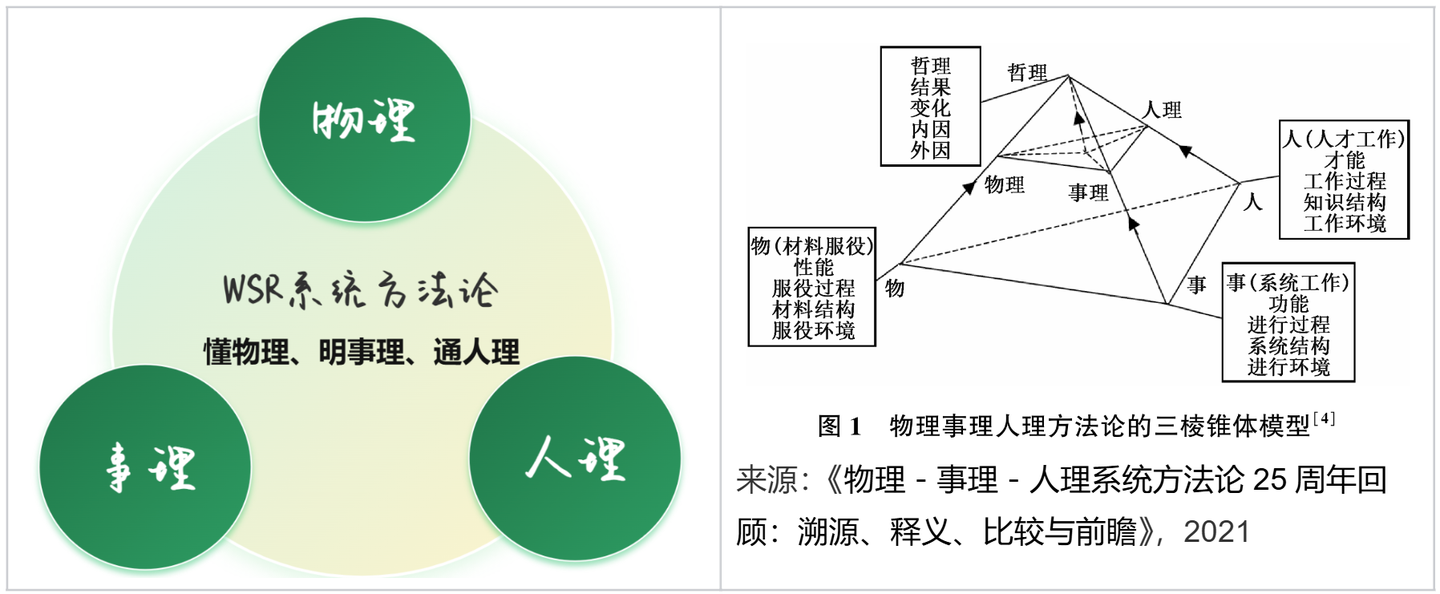 物理
WSR系统方法论
懂物理、明事理、通人理
事理
人理
哲理
结果
变化
内因
外因
哲理
人理
物理
事理
人
物
事
人(人才工作)
才能
工作过程
知识结构
工作环境
物(材料服役)
性能
服役过程
材料结构
服役环境
事(系统工作)
功能
进行过程
系统结构
进行环境
图 1 物理事理人理方法论的三棱锥体模型[4]
来源：《物理－事理－人理系统方法论 25 周年回
顾：溯源、释义、比较与前瞻》，2021